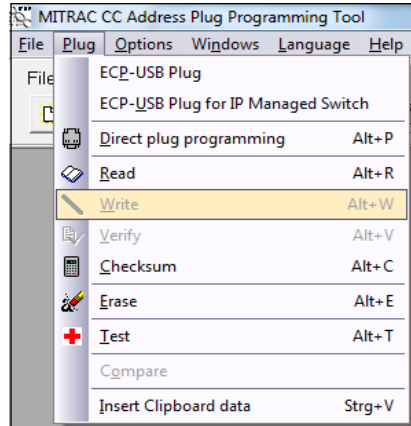 MITRAC CC Address Plug Programming Tool
File Plug Options Windows Language Help
File
ECP-USB Plug
ECP-USB Plug for IP Managed Switch
Direct plug programming Alt+P
Read Alt+R
Write Alt+W
Verify Alt+V
Checksum Alt+C
Erase Alt+E
Test Alt+T
Compare
Insert Clipboard data Strg+V